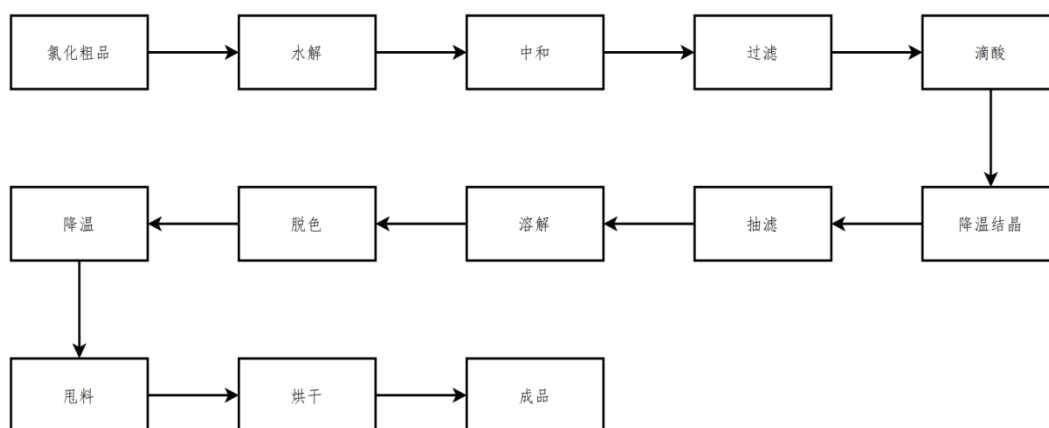 氯化粗品
水解
中和
过滤
滴酸
降温结晶
抽滤
溶解
脱色
降温
甩料
烘干
成品